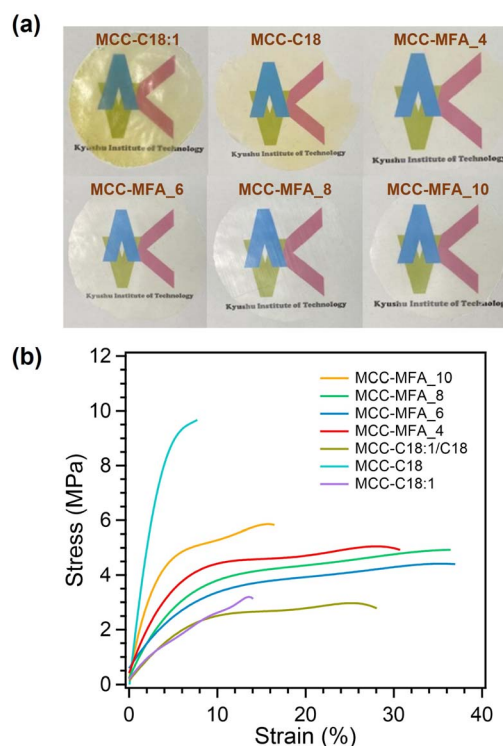 (a)
MCC-C18:1
MCC-C18
MCC-MFA_4
Kyushu Institute of Technology
Kyushu Institute of Technology
Kyushu Institute of Technology
MCC-MFA_6
MCC-MFA_8
MCC-MFA_10
Kyushu Institute of Technology
Kyushu Institute of Technology
Kyushu Institute of Technology
(b)
12
10
8
6
4
2
0
Stress (MPa)
MCC-MFA_10
MCC-MFA_8
MCC-MFA_6
MCC-MFA_4
MCC-C18:1/C18
MCC-C18
MCC-C18:1
0
10
20
30
40
Strain (%)